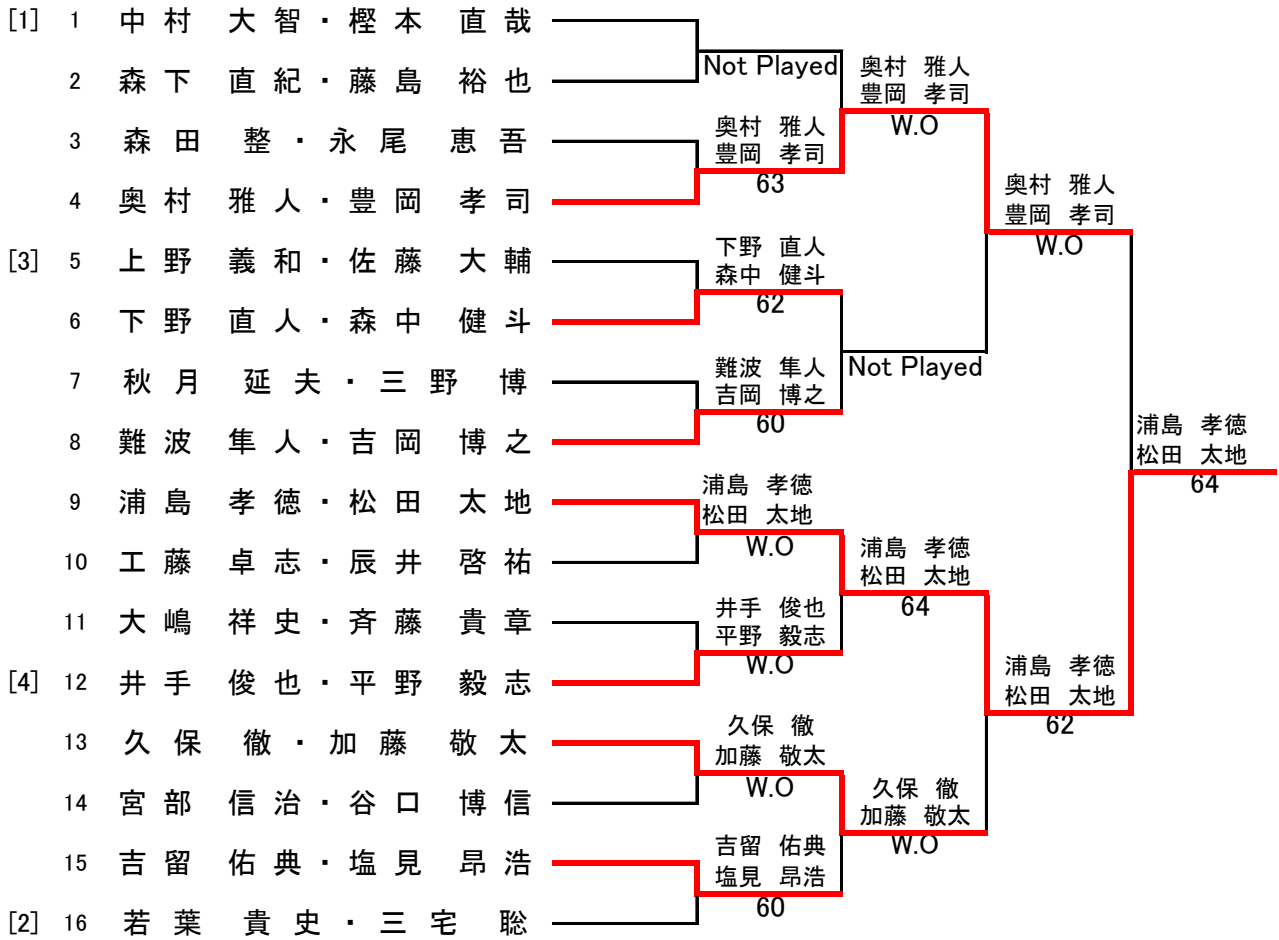 [1] 1 中村 大智・樫本 直哉
2 森下 直紀・藤島 裕也
3 森田 整・永尾 恵吾
4 奥村 雅人・豊岡 孝司
[3] 5 上野 義和・佐藤 大輔
6 下野 直人・森中 健斗
7 秋月 延夫・三野 博
8 難波 隼人・吉岡 博之
9 浦島 孝徳・松田 太地
10 工藤 卓志・辰井 啓祐
11 大嶋 祥史・斉藤 貴章
[4] 12 井手 俊也・平野 毅志
13 久保 徹・加藤 敬太
14 宮部 信治・谷口 博信
15 吉留 佑典・塩見 昂浩
[2] 16 若葉 貴史・三宅 聡
Not Played
奥村 雅人
豊岡 孝司
63
下野 直人
森中 健斗
62
難波 隼人
吉岡 博之
60
浦島 孝徳
松田 太地
W.O
井手 俊也
平野 毅志
W.O
久保 徹
加藤 敬太
W.O
吉留 佑典
塩見 昂浩
60
奥村 雅人
豊岡 孝司
W.O
Not Played
浦島 孝徳
松田 太地
64
久保 徹
加藤 敬太
W.O
奥村 雅人
豊岡 孝司
W.O
浦島 孝徳
松田 太地
62
浦島 孝徳
松田 太地
64